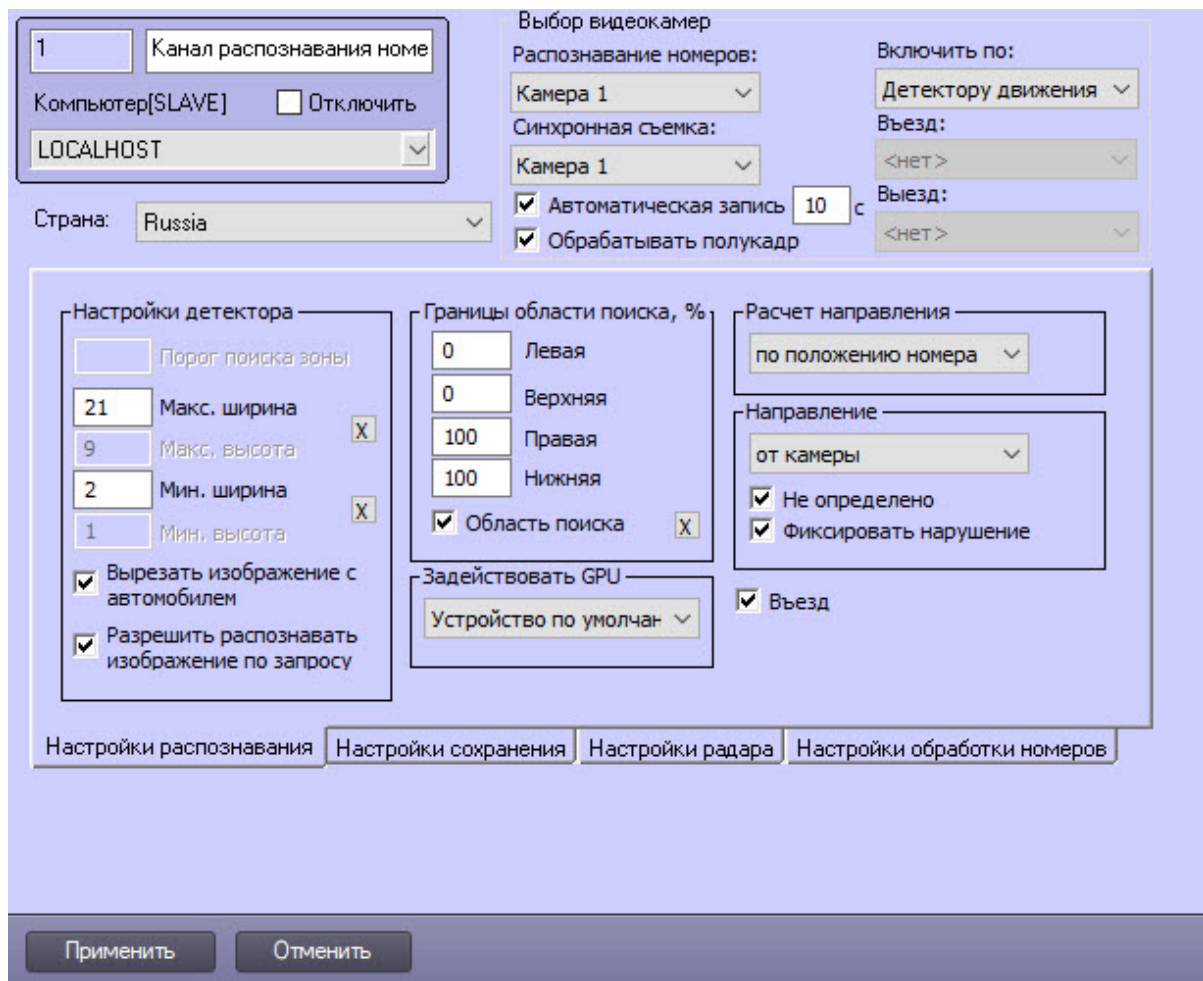 1
Канал распознавания номе
Компьютер[SLAVE]
Отключить
LOCALHOST
Страна:
Russia
Выбор видеокамер
Распознавание номеров:
Камера 1
Синхронная съемка:
Камера 1
Автоматическая запись 10 с
Обрабатывать полукадр
Включить по:
Детектору движения
Въезд:
<нет>
Выезд:
<нет>
Настройки детектора
Порог поиска зоны
21 Макс. ширина
9 Макс. высота
X
2 Мин. ширина
1 Мин. высота
X
Вырезать изображение с
автомобилем
Разрешить распознавать
изображение по запросу
Границы области поиска, %
0 Левая
0 Верхняя
100 Правая
100 Нижняя
Область поиска X
Задействовать GPU
Устройство по умолчан
Расчет направления
по положению номера
Направление
от камеры
Не определено
Фиксировать нарушение
Въезд
Настройки распознавания
Настройки сохранения
Настройки радара
Настройки обработки номеров
Применить
Отменить